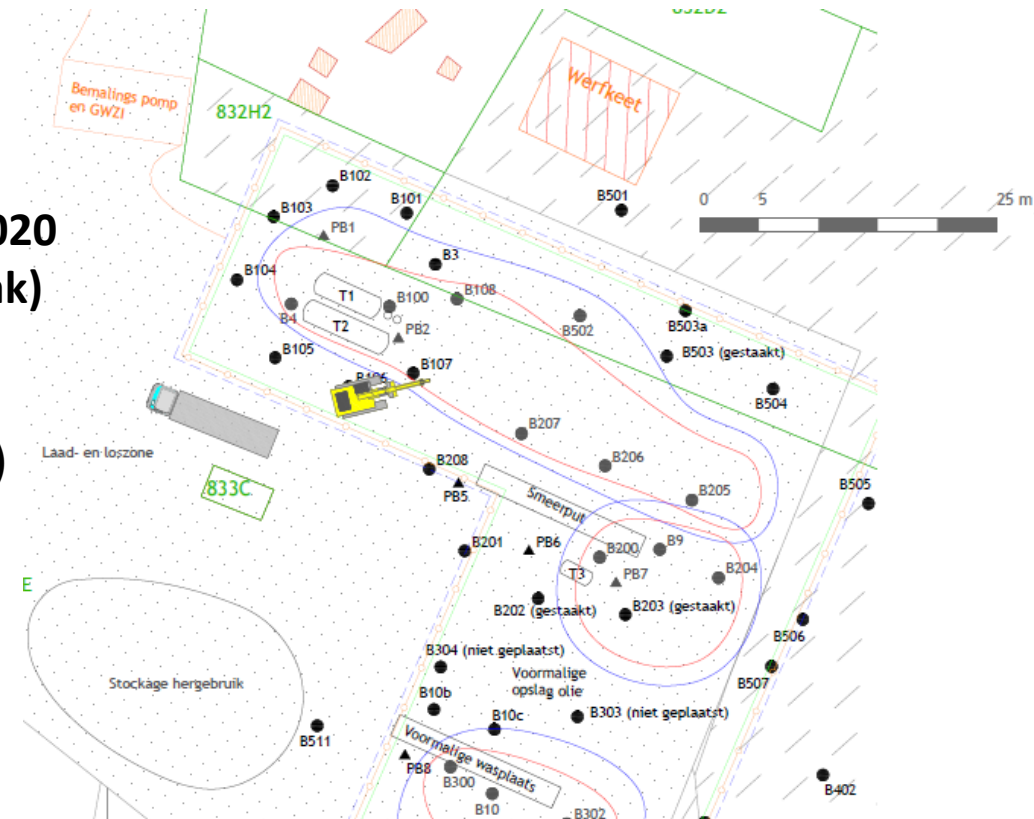 832D2
Bemalings pomp
en GWZI
Werfkeet
832H2
B102
B501
0 5 25 m
B103
B101
020
PB1
ak)
B3
B104
T1
B100
B108
B4
T2
PB2
B502
B503a
B105
B107
B503 (gestaakt)
B106
B504
B207
Laad- en loszone
)
B208
B206
833C
PB5
Smeerput
B205
B505
B201
PB6
B200
B9
E
T3
PB7
B204
B202 (gestaakt)
B203 (gestaakt)
B506
B304 (niet geplaatst)
Stockage hergebruik
Voormalige
opslag olie
B507
B10b
B10c
B303 (niet geplaatst)
B511
Voormalige wasplaats
PB8
B300
B402
B10
B302